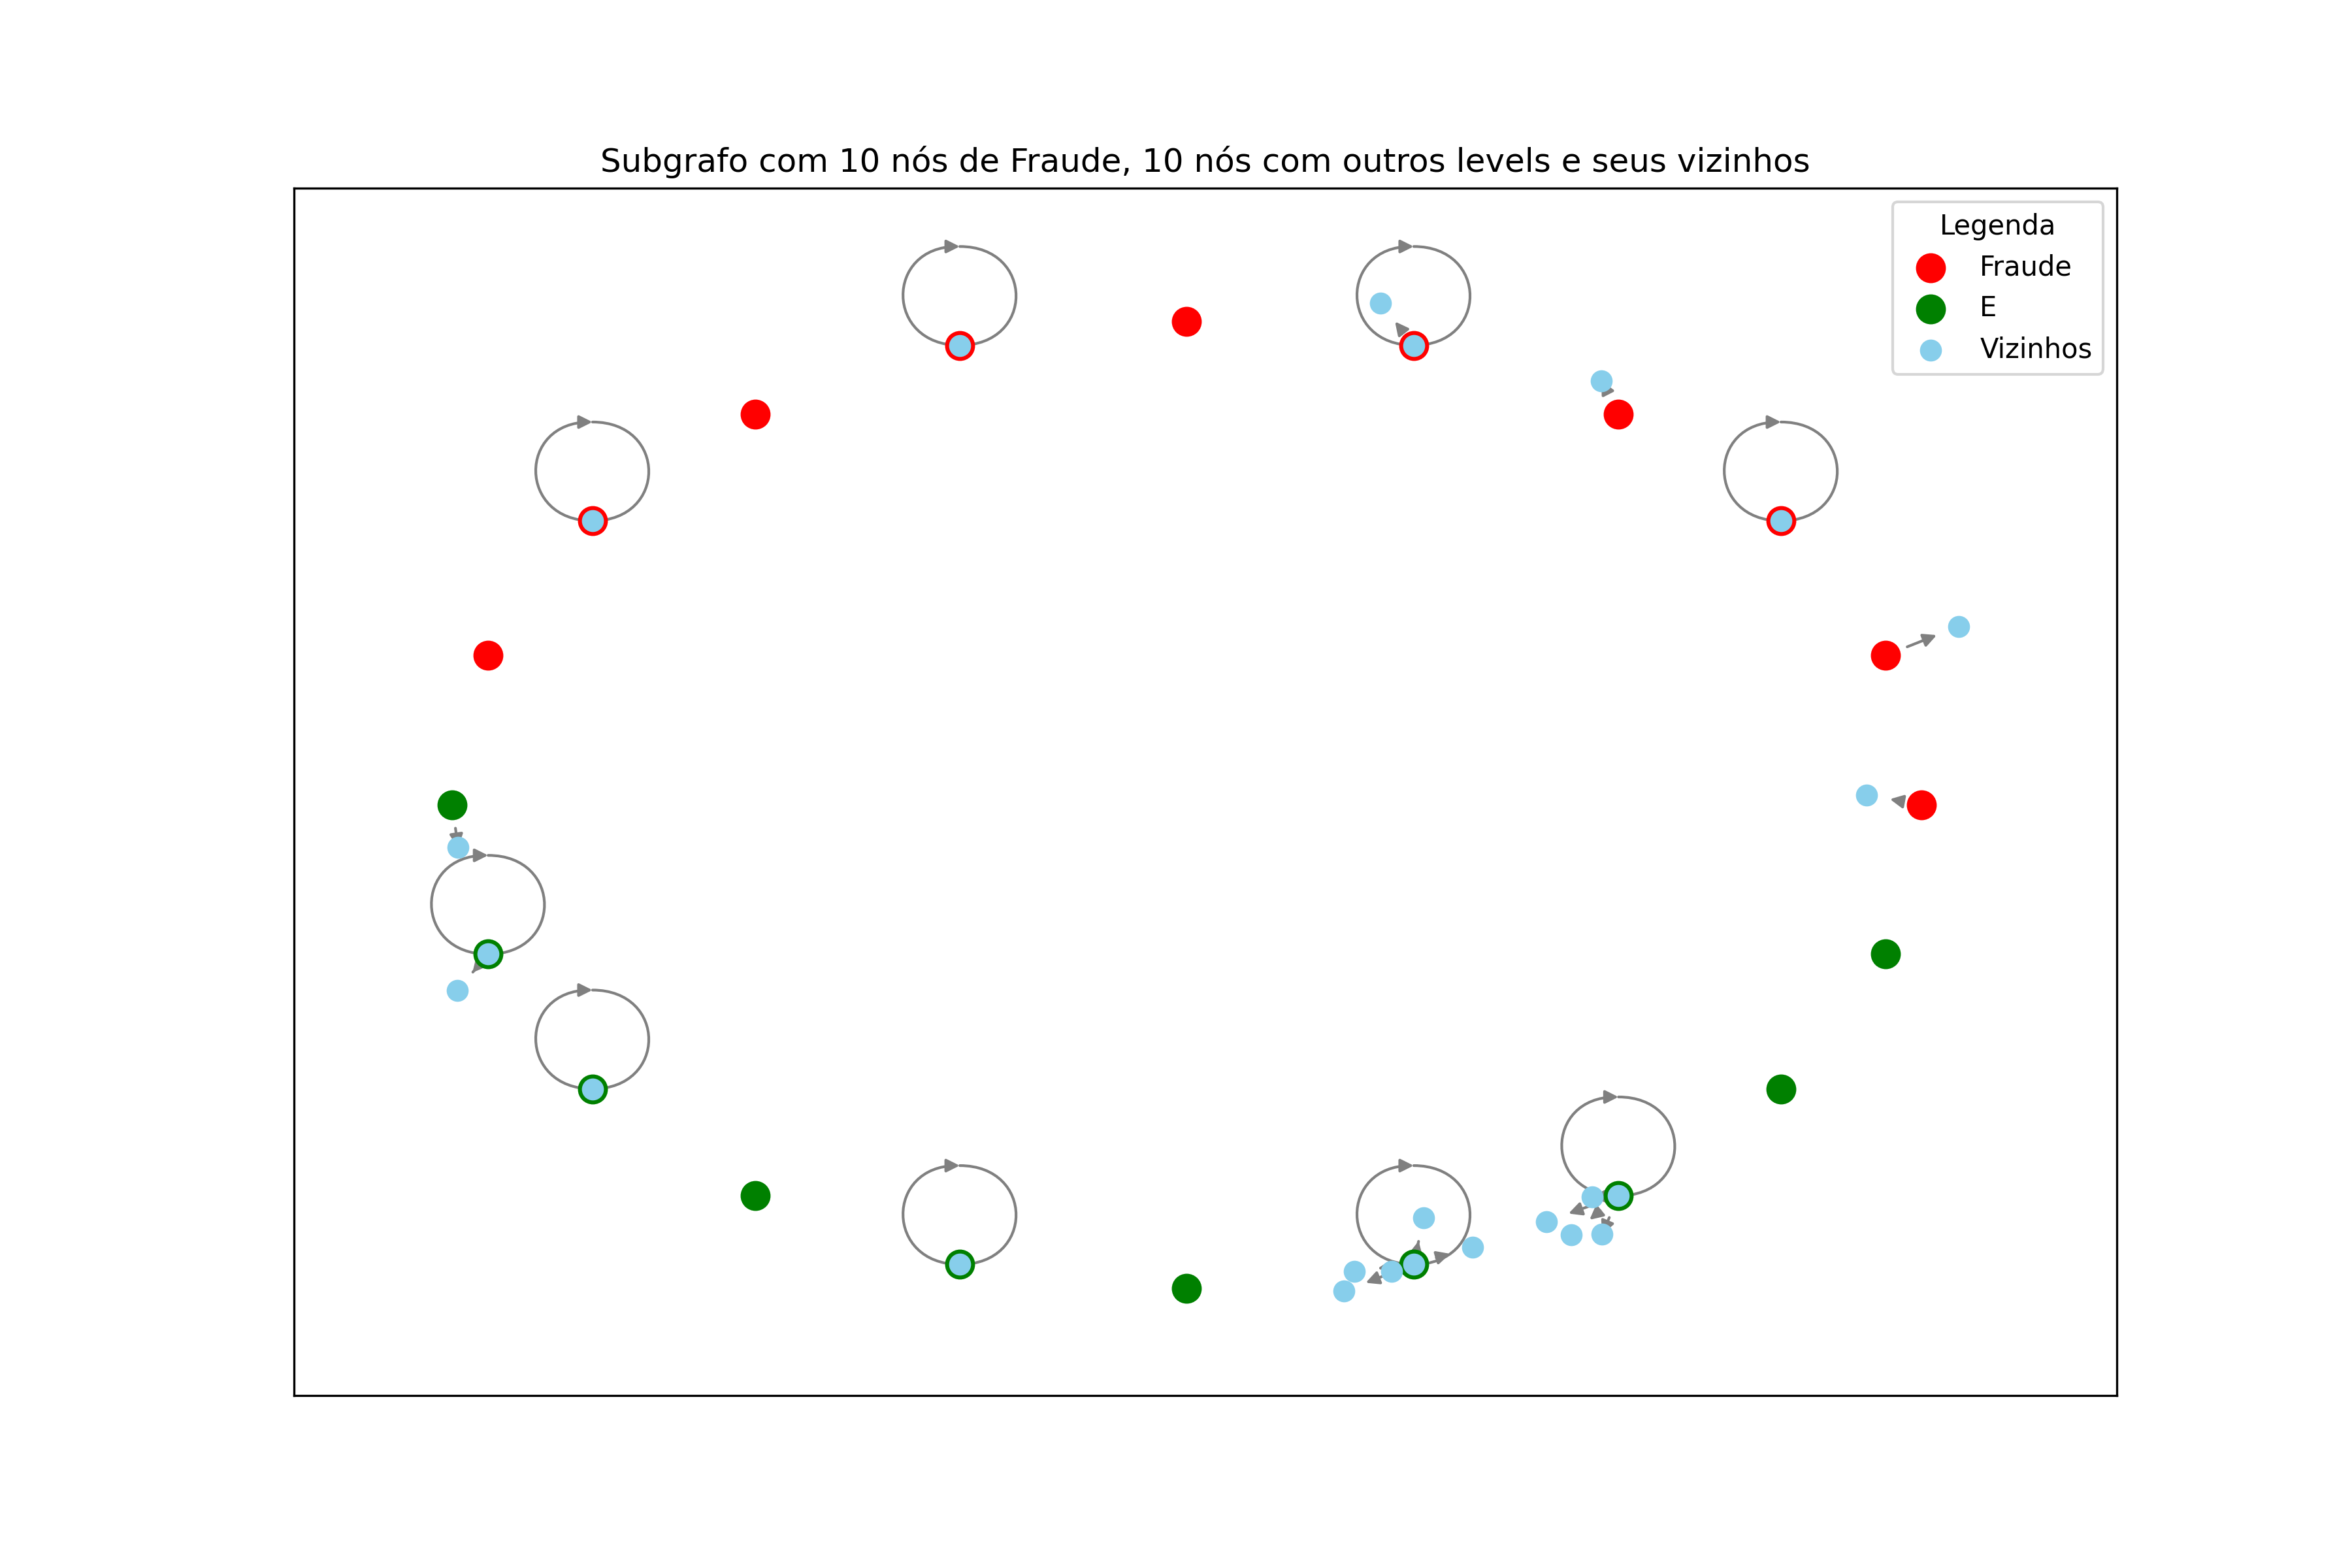 Subgrafo com 10 nós de Fraude, 10 nós com outros levels e seus vizinhos
Legenda
Fraude
E
Vizinhos